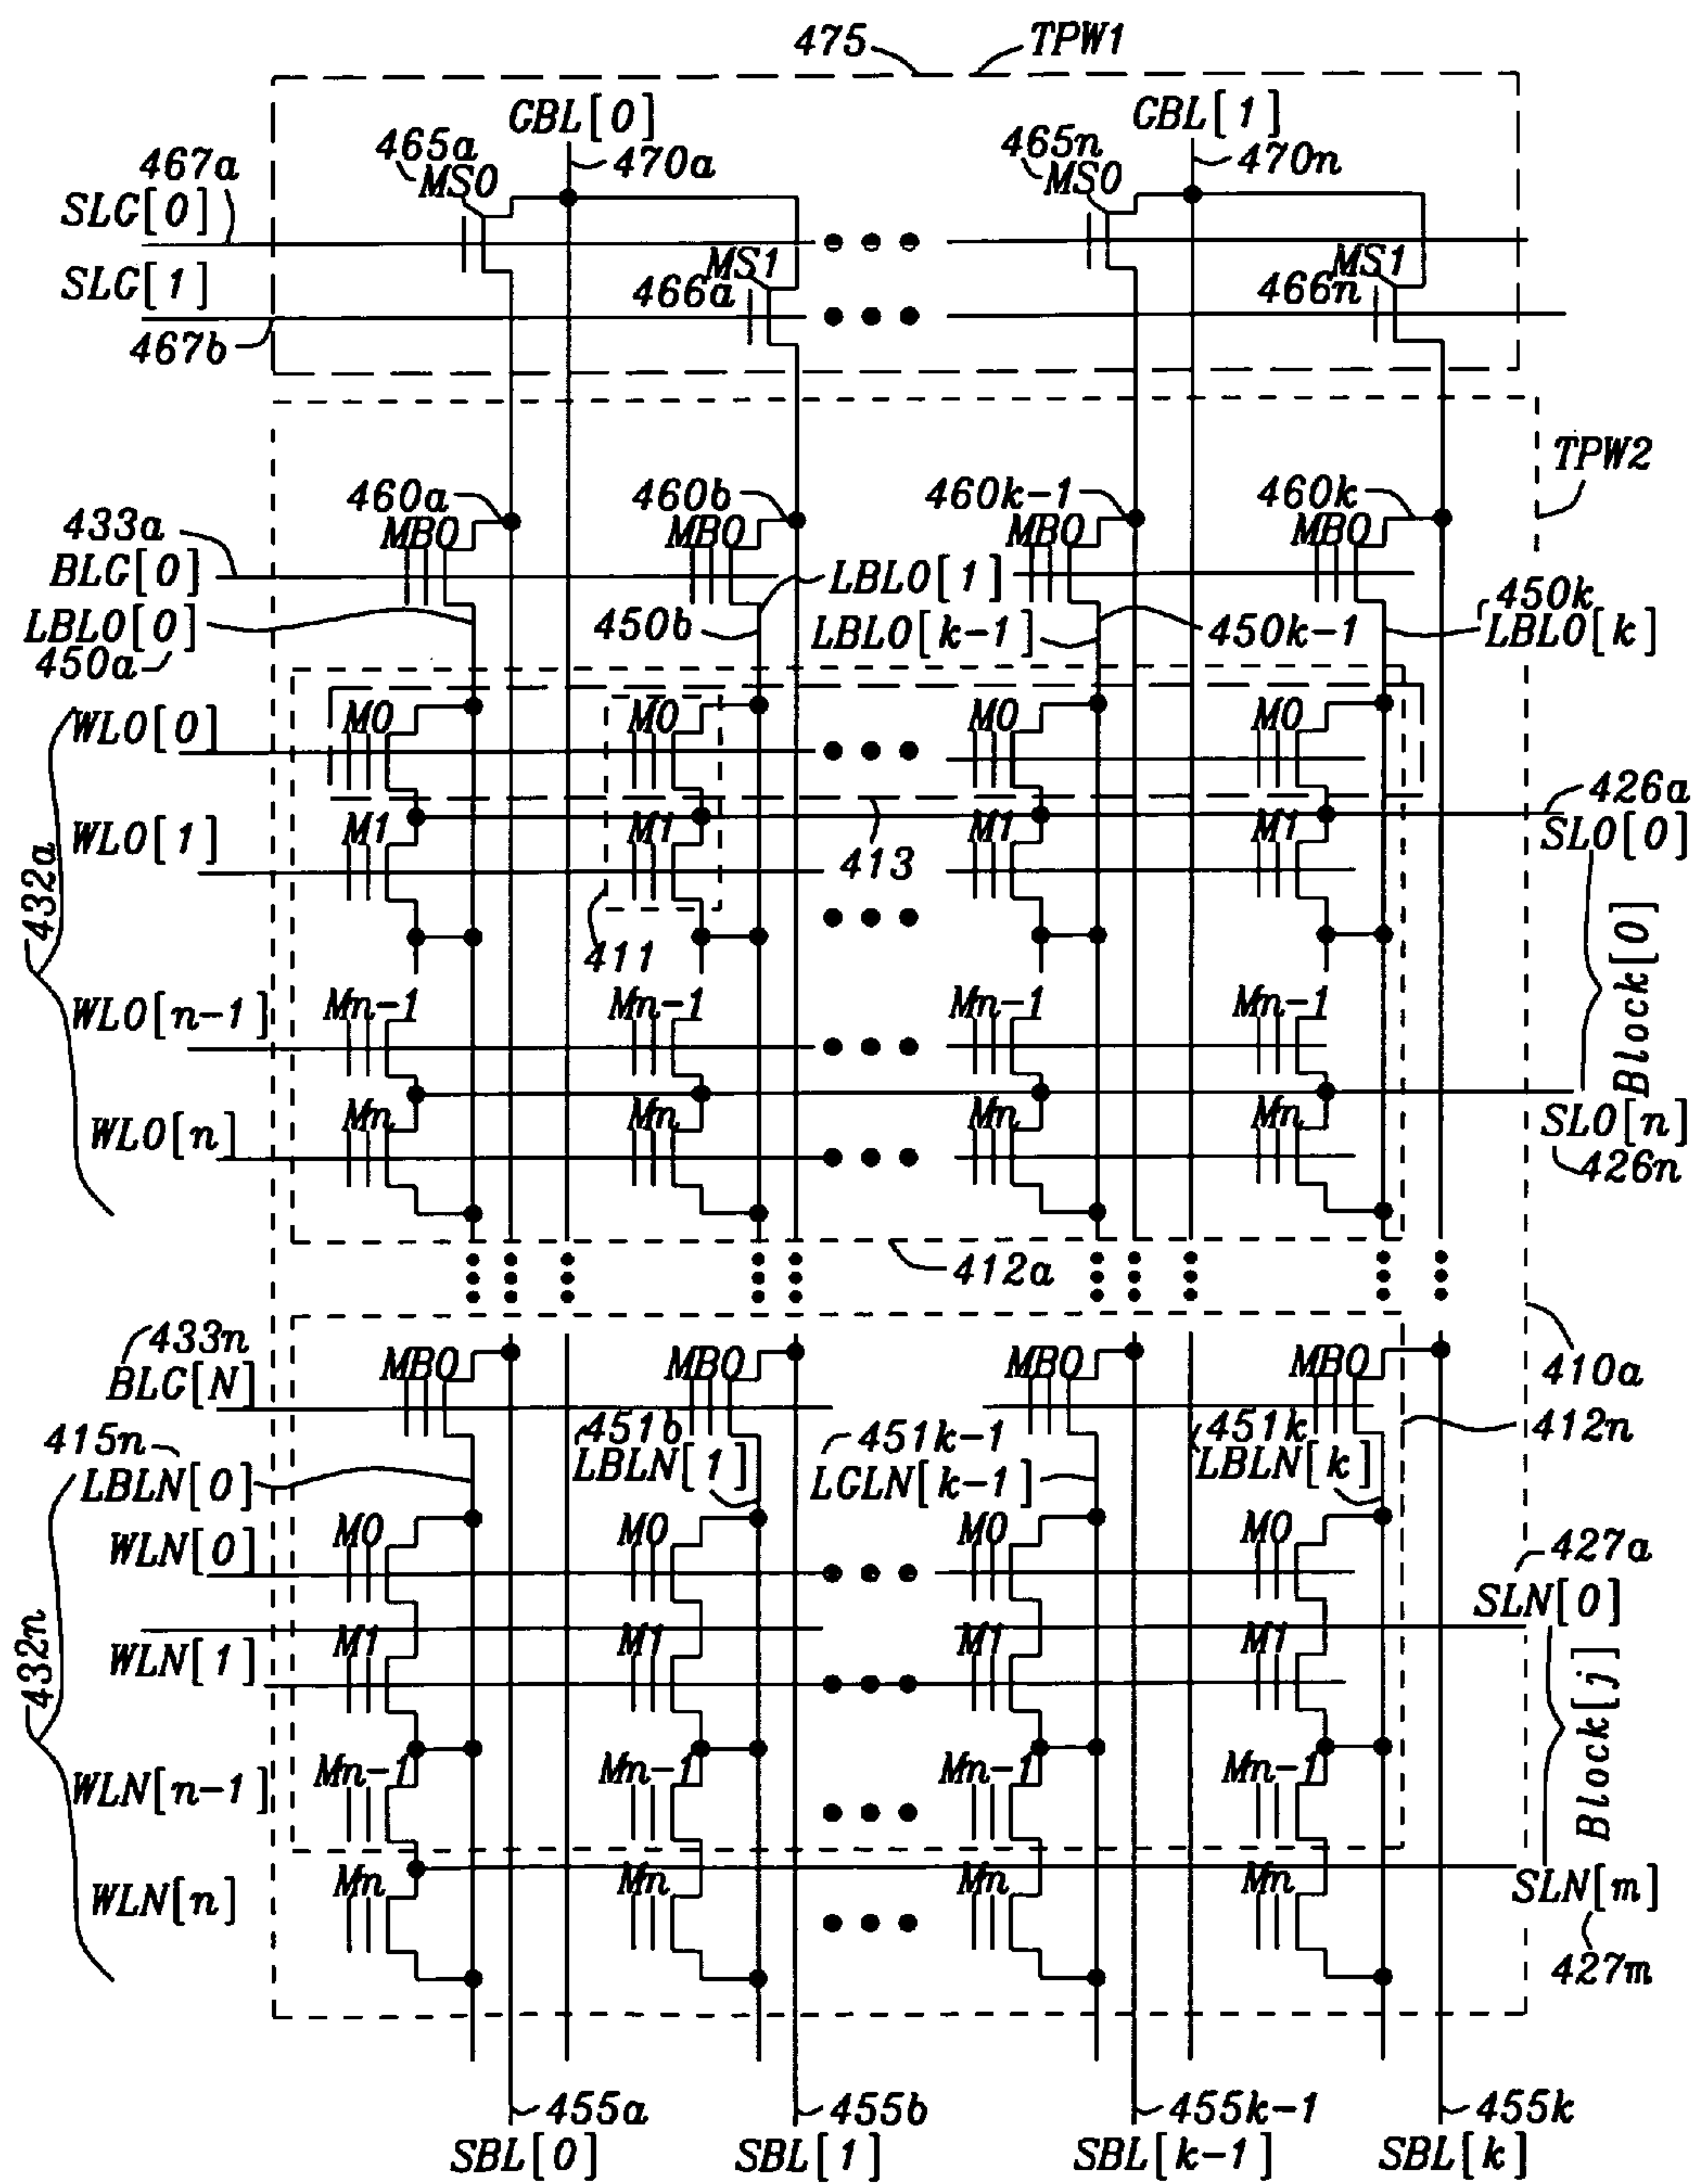 475
TPW1
GBL[0]
GBL[1]
465a
MS0
470a
465n
MS0
470n
467a
SLG[0]
SLG[1]
467b
MS1
466a
MS1
466n
TPW2
460a
460b
460k-1
460k
433a
BLG[0]
MB0
MB0
MB0
MB0
LBL0[0]
450a
450b
LBL0[1]
LBL0[k-1]
450k-1
450k
LBL0[k]
WL0[0]
M0
M0
M0
M0
426a
SL0[0]
WL0[1]
M1
M1
M1
M1
413
411
432a
Block[0]
WL0[n-1]
Mn-1
Mn-1
Mn-1
Mn-1
WL0[n]
Mn
Mn
Mn
Mn
SL0[n]
426n
412a
433n
BLG[N]
MB0
MB0
MB0
MB0
410a
412n
415n
LBLN[0]
451b
LBLN[1]
451k-1
LGLN[k-1]
451k
LBLN[k]
WLN[0]
M0
M0
M0
M0
427a
SLN[0]
WLN[1]
M1
M1
M1
M1
432n
Block[j]
WLN[n-1]
Mn-1
Mn-1
Mn-1
Mn-1
WLN[n]
Mn
Mn
Mn
Mn
SLN[m]
427m
455a
SBL[0]
455b
SBL[1]
455k-1
SBL[k-1]
455k
SBL[k]